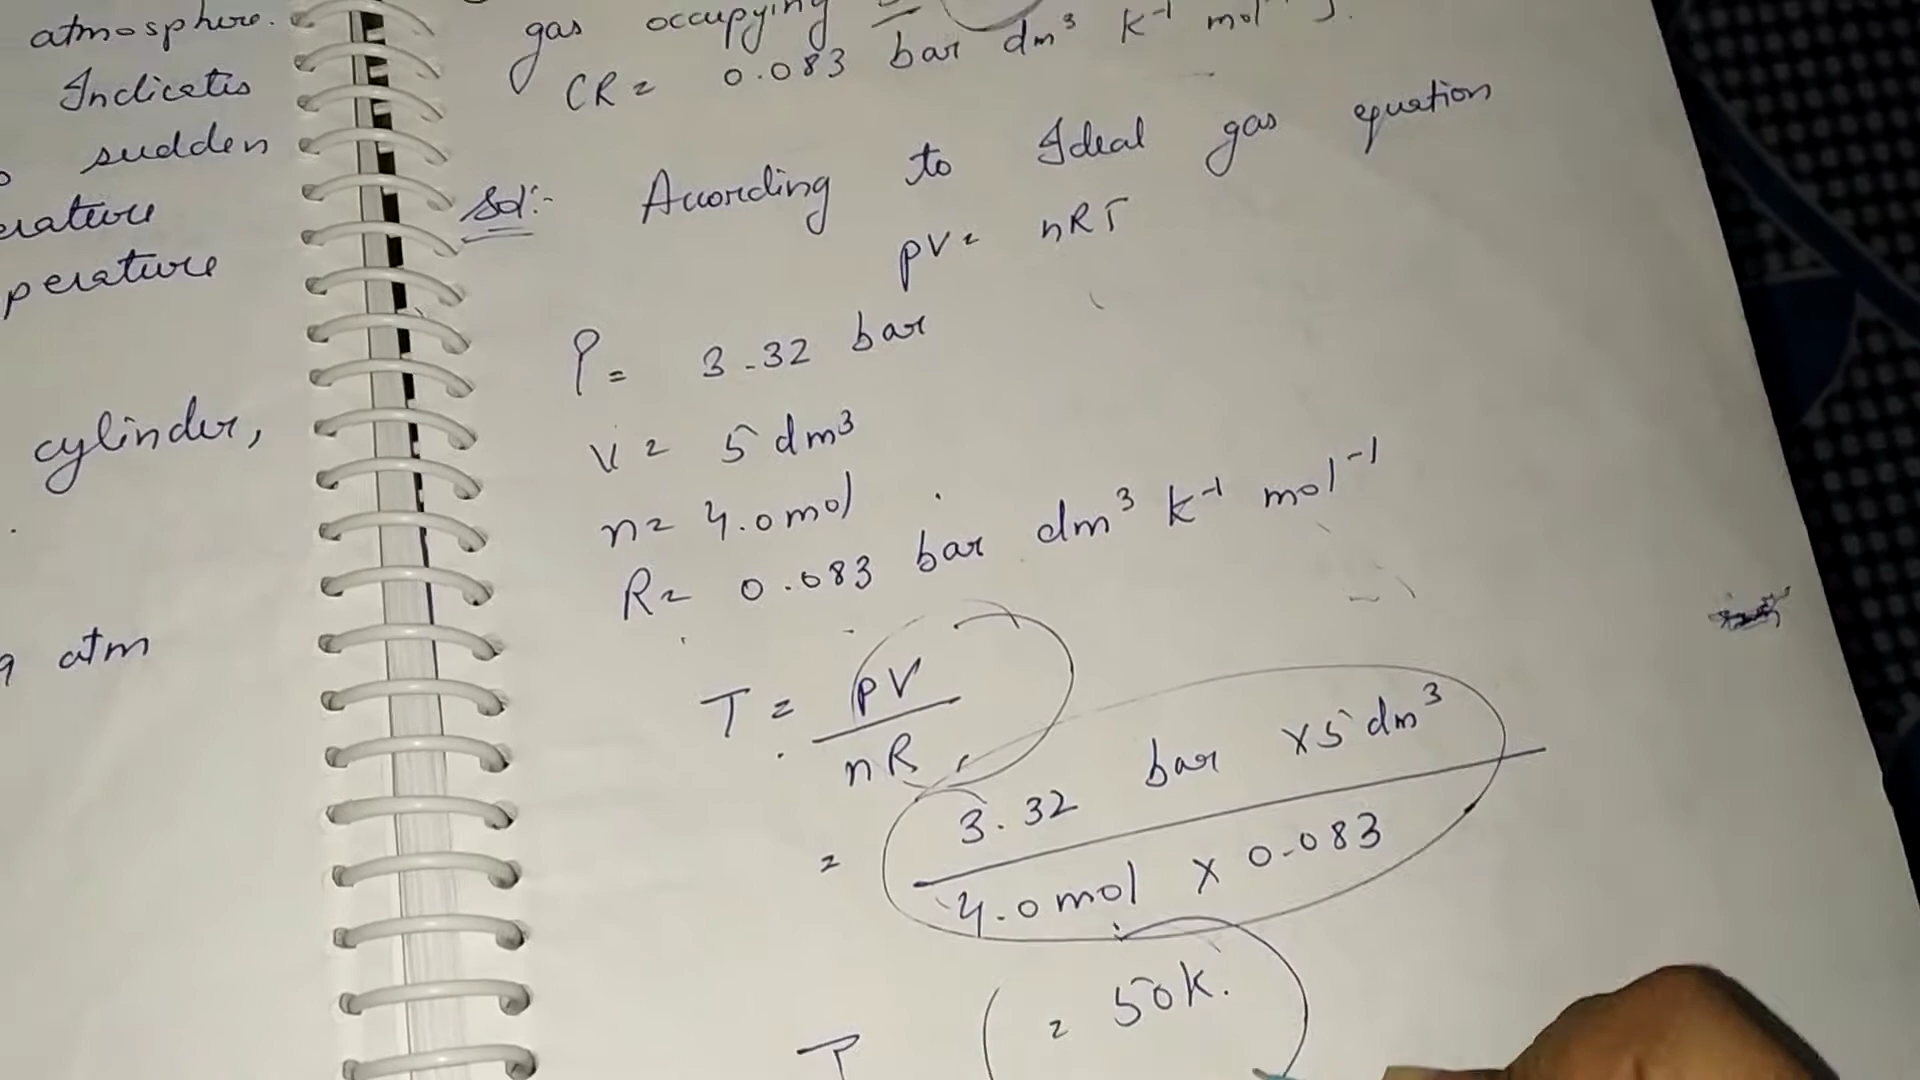 atmosphere.
Indicates
sudden
erature
perature
cylinder,
9 atm
gas occupying 5
CR = 0.083 bar dm³ k⁻¹ mol⁻¹).
Sol:- According to Ideal gas equation
pV = nRT
P = 3.32 bar
V = 5 dm³
n = 4.0 mol
R = 0.083 bar dm³ k⁻¹ mol⁻¹
T = pV / nR
= 3.32 bar x 5 dm³ / 4.0 mol x 0.083
T = 50K.